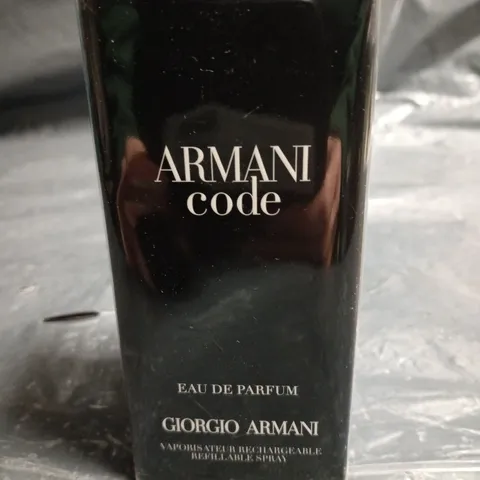 ARMANI
code
EAU DE PARFUM
GIORGIO ARMANI
VAPORISATEUR RECHARGEABLE
REFILLABLE SPRAY